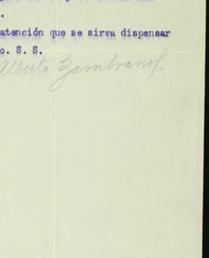 atención que se sirva dispensar
o. S. S.
Alberto Zambrano